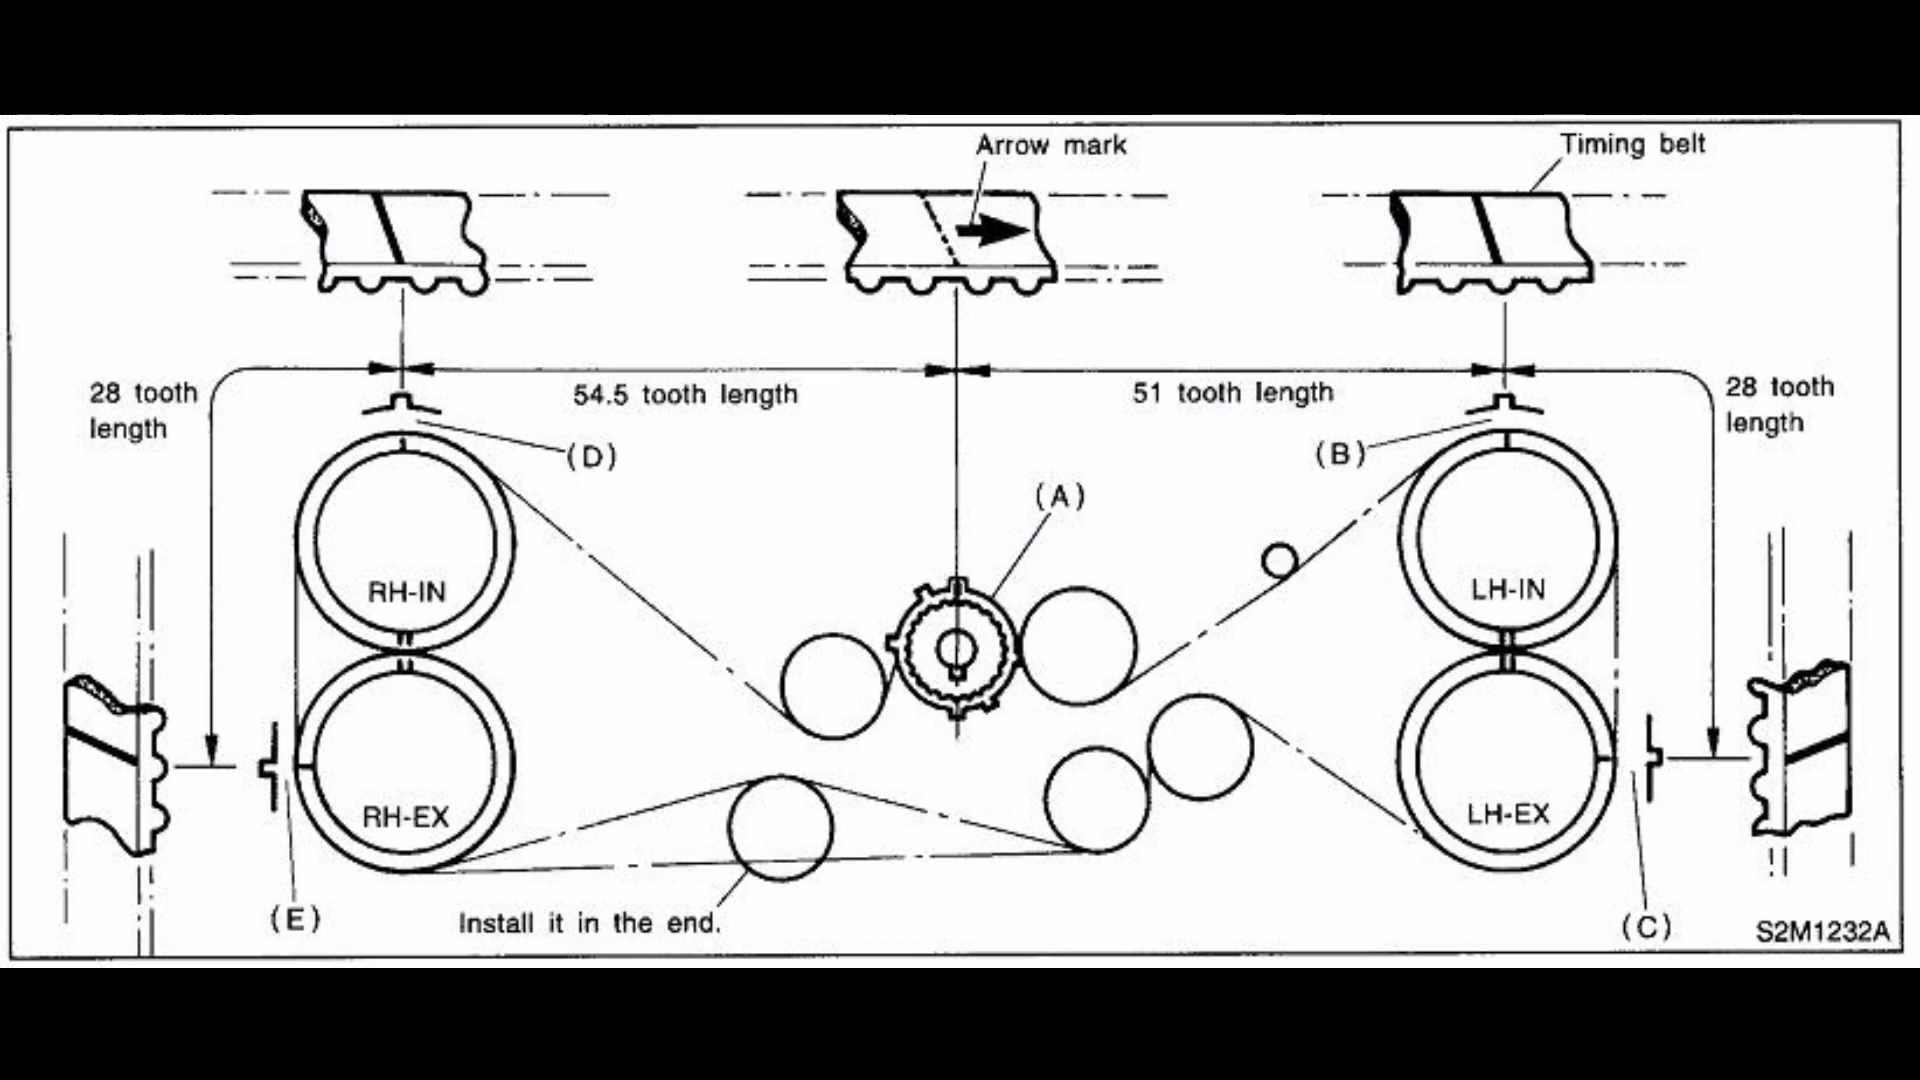 Arrow mark
Timing belt
28 tooth
length
54.5 tooth length
51 tooth length
28 tooth
length
(D)
(B)
(A)
RH-IN
LH-IN
RH-EX
LH-EX
(E)
Install it in the end.
(C)
S2M1232A